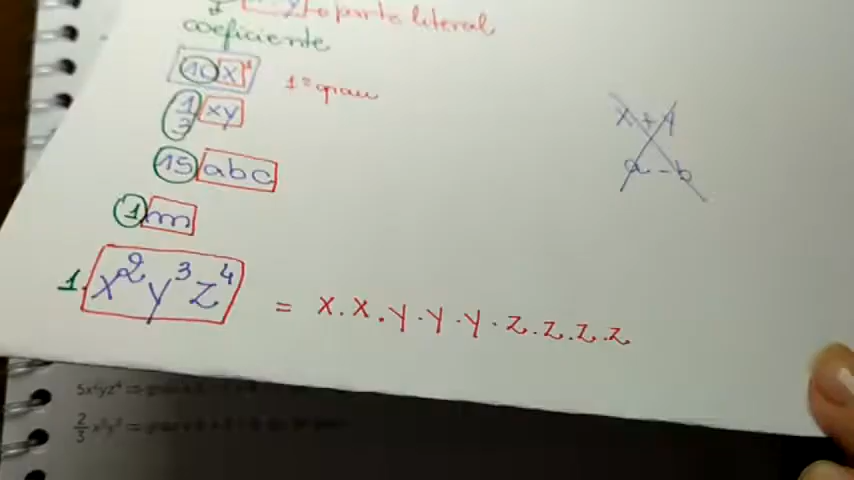 parte literal
coeficiente
10 x¹ 1º grau
1/3 xy
15 abc
1 m
1. x²y³z⁴ = x.x.y.y.y.z.z.z.z
x + y
a - b